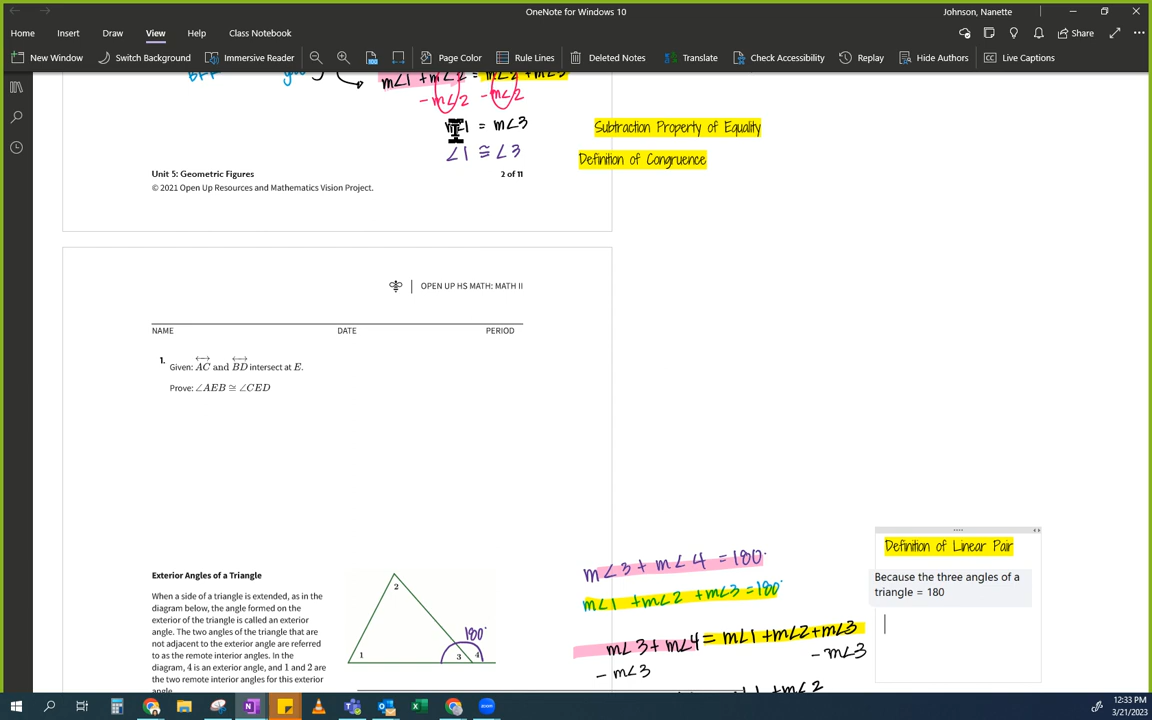 OneNote for Windows 10
Johnson, Nanette
Home Insert Draw View Help Class Notebook
Share
New Window Switch Background Immersive Reader Page Color Rule Lines Deleted Notes Translate Check Accessibility Replay Hide Authors Live Captions
BFF
m∠1 + m∠2 = m∠2 + m∠3
- m∠2 - m∠2
m∠1 = m∠3
Subtraction Property of Equality
∠1 ≅ ∠3
Definition of Congruence
Unit 5: Geometric Figures
2 of 11
© 2021 Open Up Resources and Mathematics Vision Project.
OPEN UP HS MATH: MATH II
NAME DATE PERIOD
1.
Given: AC and BD intersect at E.
Prove: ∠AEB ≅ ∠CED
m∠3 + m∠4 = 180°
m∠1 + m∠2 + m∠3 = 180°
m∠3 + m∠4 = m∠1 + m∠2 + m∠3
- m∠3
- m∠3
∠1 + m∠2
Definition of Linear Pair
Because the three angles of a
triangle = 180
Exterior Angles of a Triangle
When a side of a triangle is extended, as in the
diagram below, the angle formed on the
exterior of the triangle is called an exterior
angle. The two angles of the triangle that are
not adjacent to the exterior angle are referred
to as the remote interior angles. In the
diagram, 4 is an exterior angle, and 1 and 2 are
the two remote interior angles for this exterior
angle.
2
180°
1
3
4
12:33 PM
3/21/2023